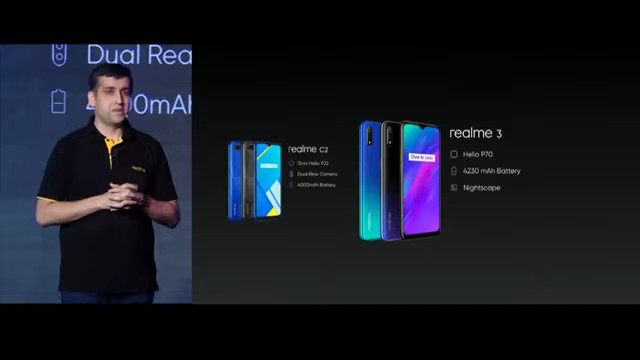 Dual Rea
4000mAh
realme C2
12nm Helio P22
Dual Rear Camera
4000mAh Battery
realme 3
Helio P70
4230 mAh Battery
Nightscape